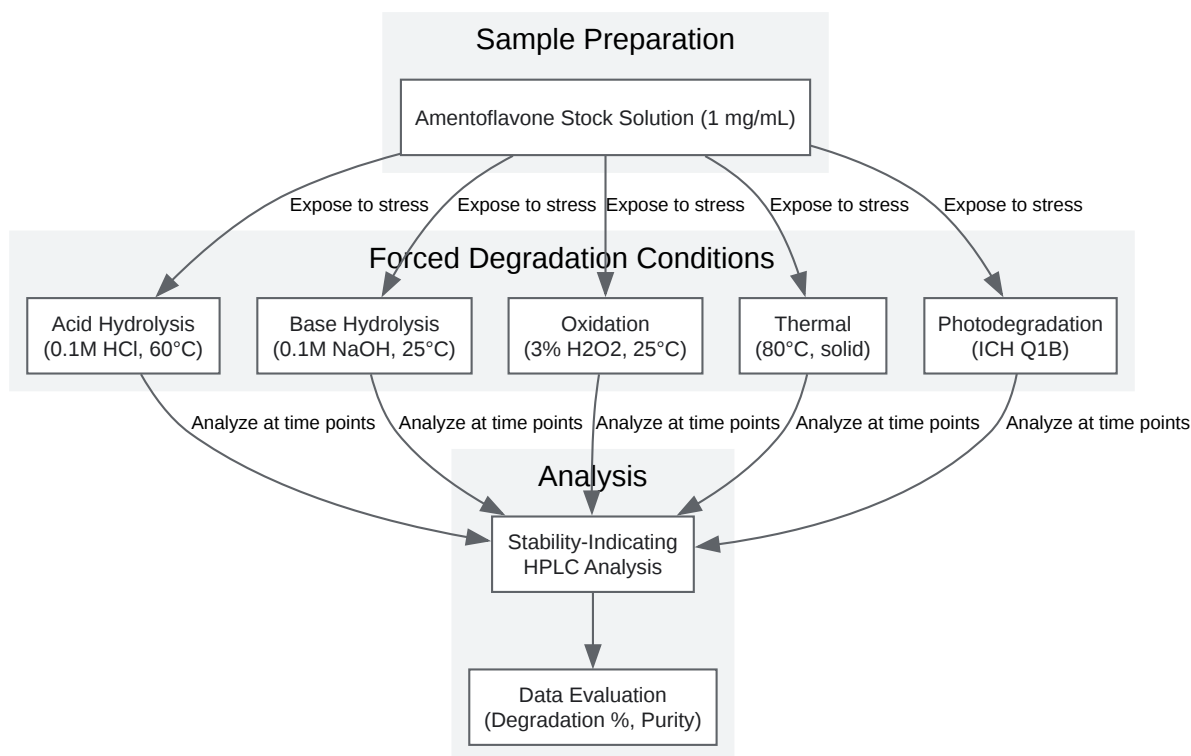 Sample Preparation
Amentoflavone Stock Solution (1 mg/mL)
Expose to stress
Expose to stress
Expose to stress
Expose to stress
Expose to stress
Forced Degradation Conditions
Acid Hydrolysis
(0.1M HCl, 60°C)
Base Hydrolysis
(0.1M NaOH, 25°C)
Oxidation
(3% H2O2, 25°C)
Thermal
(80°C, solid)
Photodegradation
(ICH Q1B)
Analyze at time points
Analyze at time points
Analyze at time points
Analyze at time points
Analyze at time points
Analysis
Stability-Indicating
HPLC Analysis
Data Evaluation
(Degradation %, Purity)